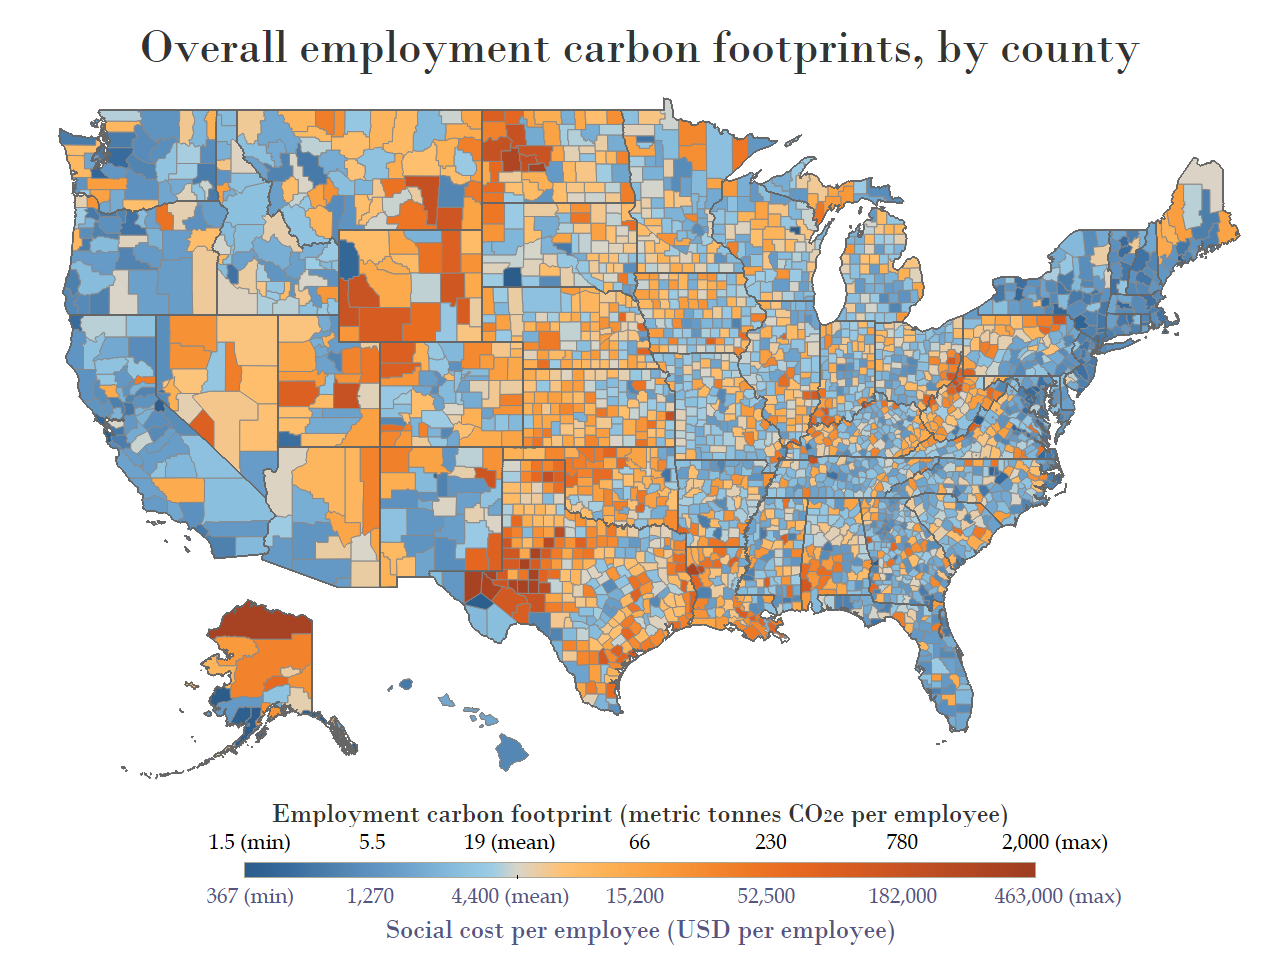 Overall employment carbon footprints, by county
Employment carbon footprint (metric tonnes CO2e per employee)
1.5 (min) 5.5 19 (mean) 66 230 780 2,000 (max)
367 (min) 1,270 4,400 (mean) 15,200 52,500 182,000 463,000 (max)
Social cost per employee (USD per employee)